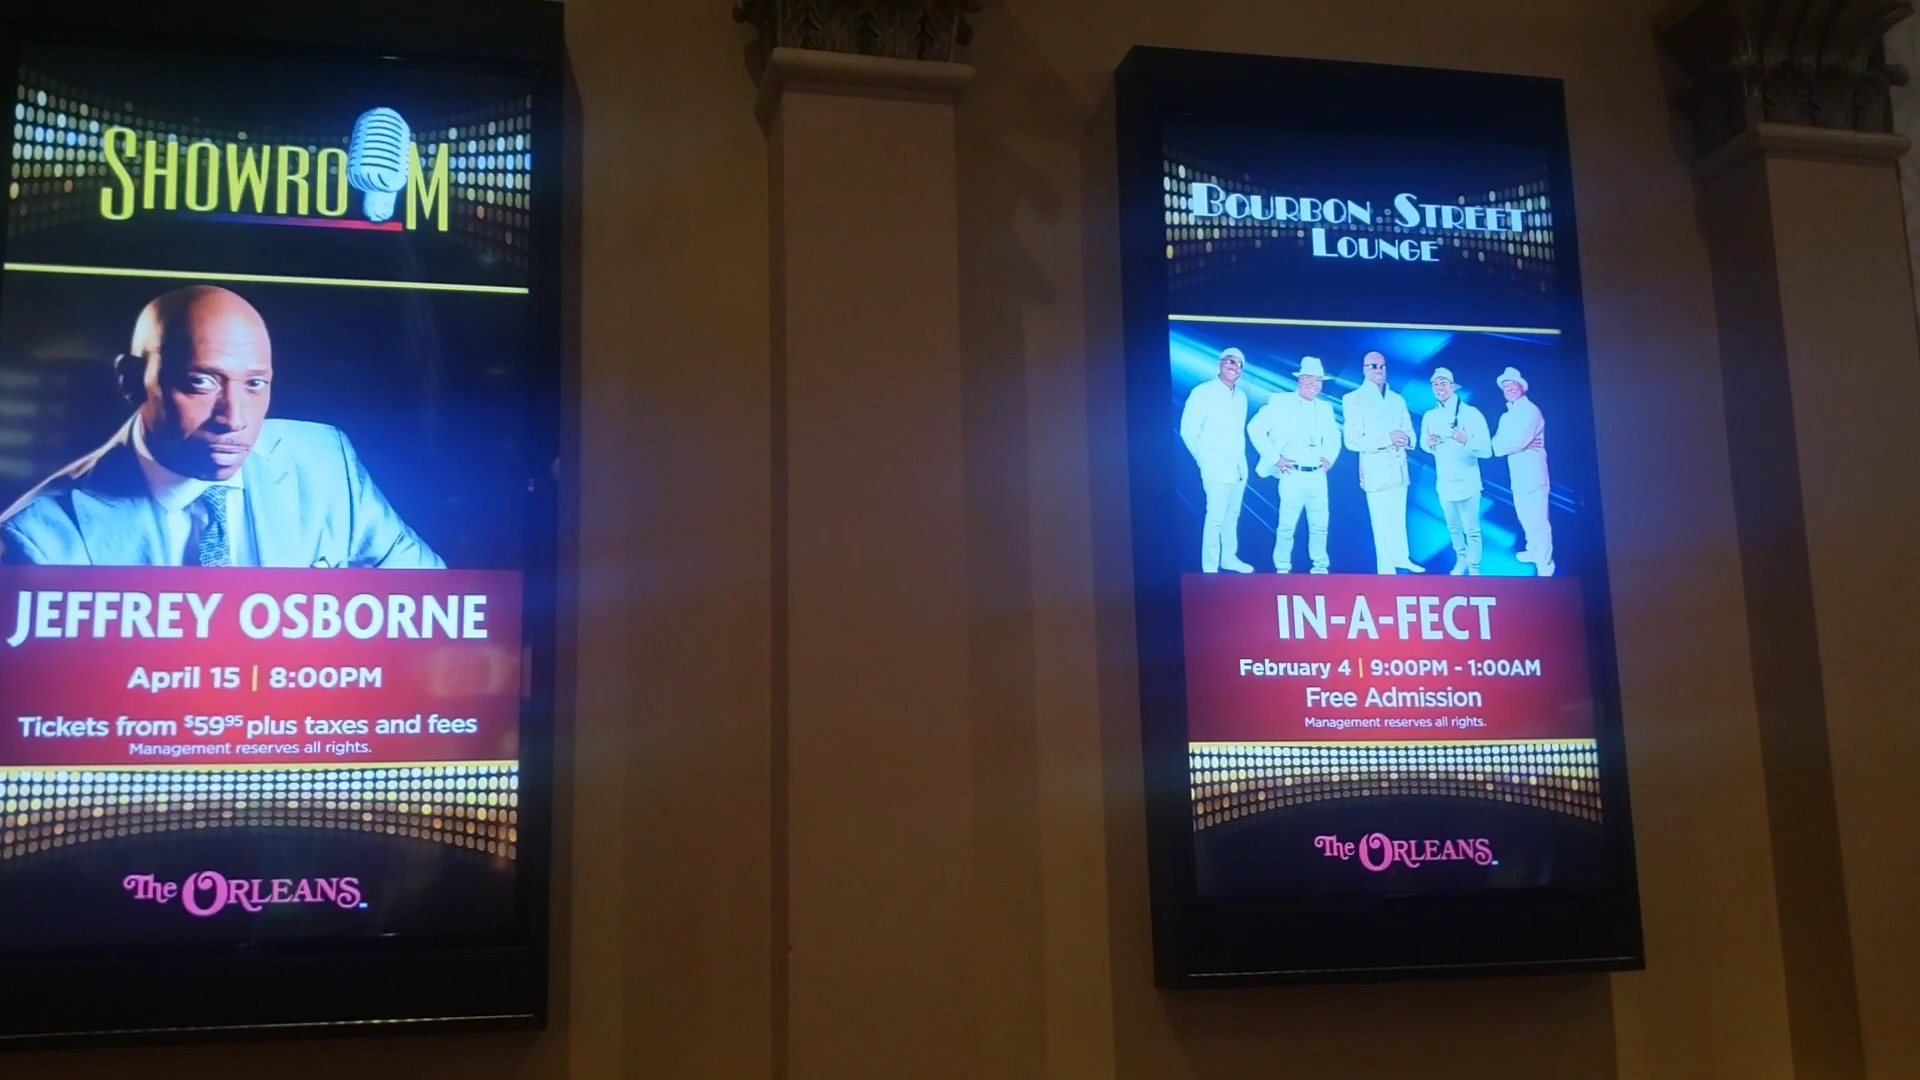 SHOWROOM
JEFFREY OSBORNE
April 15 | 8:00PM
Tickets from $59⁹⁵ plus taxes and fees
Management reserves all rights.
The ORLEANS
BOURBON STREET
LOUNGE
IN-A-FECT
February 4 | 9:00PM - 1:00AM
Free Admission
Management reserves all rights.
The ORLEANS